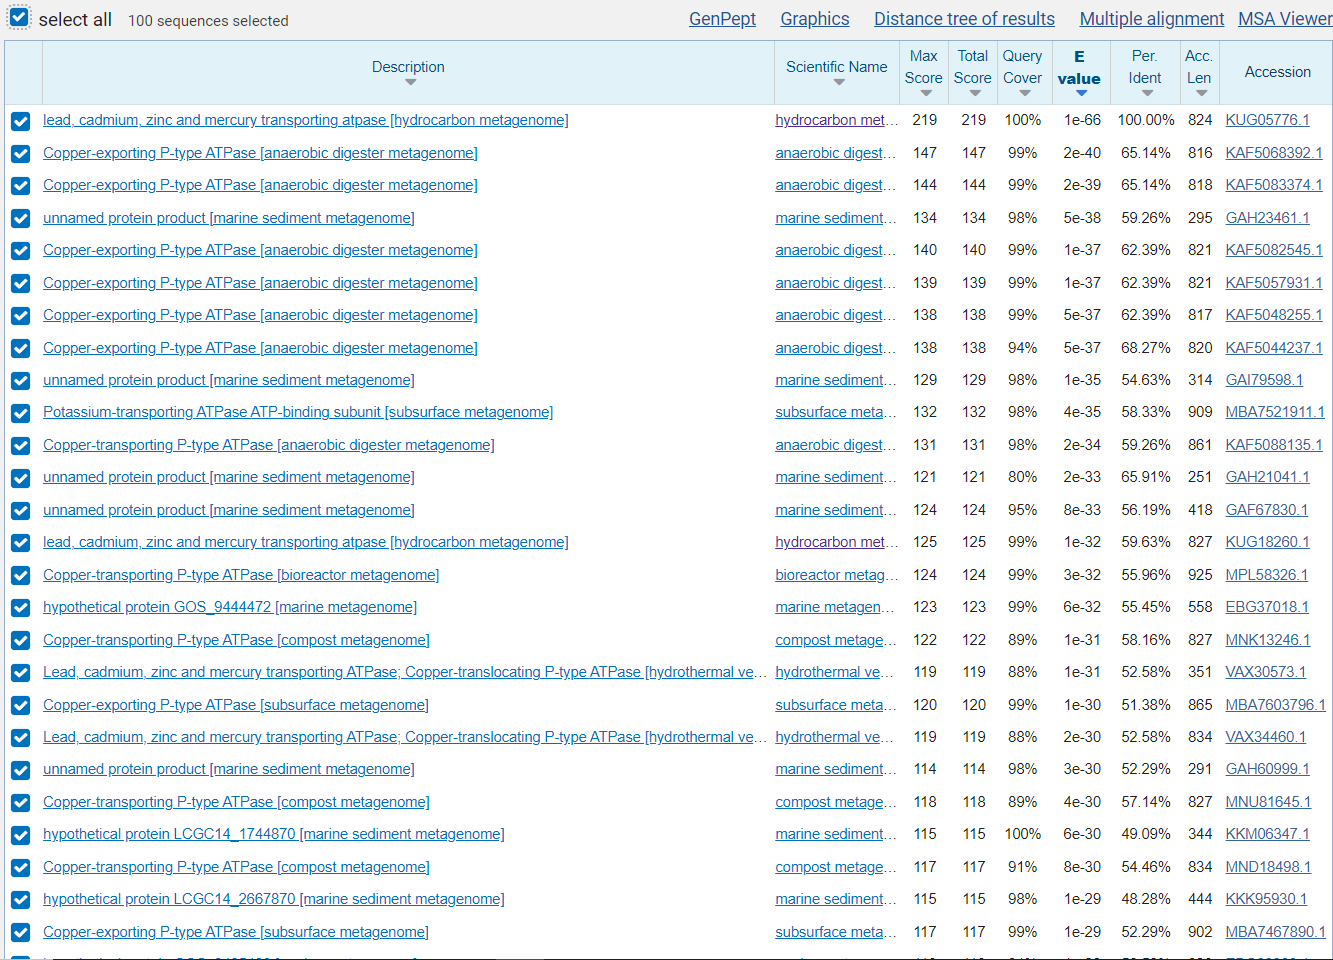 select all 100 sequences selected GenPept Graphics Distance tree of results Multiple alignment MSA Viewer
Description Scientific Name Max Score Total Score Query Cover E value Per. Ident Acc. Len Accession
lead, cadmium, zinc and mercury transporting atpase [hydrocarbon metagenome] hydrocarbon met... 219 219 100% 1e-66 100.00% 824 KUG05776.1
Copper-exporting P-type ATPase [anaerobic digester metagenome] anaerobic digest... 147 147 99% 2e-40 65.14% 816 KAF5068392.1
Copper-exporting P-type ATPase [anaerobic digester metagenome] anaerobic digest... 144 144 99% 2e-39 65.14% 818 KAF5083374.1
unnamed protein product [marine sediment metagenome] marine sediment... 134 134 98% 5e-38 59.26% 295 GAH23461.1
Copper-exporting P-type ATPase [anaerobic digester metagenome] anaerobic digest... 140 140 99% 1e-37 62.39% 821 KAF5082545.1
Copper-exporting P-type ATPase [anaerobic digester metagenome] anaerobic digest... 139 139 99% 1e-37 62.39% 821 KAF5057931.1
Copper-exporting P-type ATPase [anaerobic digester metagenome] anaerobic digest... 138 138 99% 5e-37 62.39% 817 KAF5048255.1
Copper-exporting P-type ATPase [anaerobic digester metagenome] anaerobic digest... 138 138 94% 5e-37 68.27% 820 KAF5044237.1
unnamed protein product [marine sediment metagenome] marine sediment... 129 129 98% 1e-35 54.63% 314 GAI79598.1
Potassium-transporting ATPase ATP-binding subunit [subsurface metagenome] subsurface meta... 132 132 98% 4e-35 58.33% 909 MBA7521911.1
Copper-transporting P-type ATPase [anaerobic digester metagenome] anaerobic digest... 131 131 98% 2e-34 59.26% 861 KAF5088135.1
unnamed protein product [marine sediment metagenome] marine sediment... 121 121 80% 2e-33 65.91% 251 GAH21041.1
unnamed protein product [marine sediment metagenome] marine sediment... 124 124 95% 8e-33 56.19% 418 GAF67830.1
lead, cadmium, zinc and mercury transporting atpase [hydrocarbon metagenome] hydrocarbon met... 125 125 99% 1e-32 59.63% 827 KUG18260.1
Copper-transporting P-type ATPase [bioreactor metagenome] bioreactor metag... 124 124 99% 3e-32 55.96% 925 MPL58326.1
hypothetical protein GOS_9444472 [marine metagenome] marine metagen... 123 123 99% 6e-32 55.45% 558 EBG37018.1
Copper-transporting P-type ATPase [compost metagenome] compost metage... 122 122 89% 1e-31 58.16% 827 MNK13246.1
Lead, cadmium, zinc and mercury transporting ATPase; Copper-translocating P-type ATPase [hydrothermal ve... hydrothermal ve... 119 119 88% 1e-31 52.58% 351 VAX30573.1
Copper-exporting P-type ATPase [subsurface metagenome] subsurface meta... 120 120 99% 1e-30 51.38% 865 MBA7603796.1
Lead, cadmium, zinc and mercury transporting ATPase; Copper-translocating P-type ATPase [hydrothermal ve... hydrothermal ve... 119 119 88% 2e-30 52.58% 834 VAX34460.1
unnamed protein product [marine sediment metagenome] marine sediment... 114 114 98% 3e-30 52.29% 291 GAH60999.1
Copper-transporting P-type ATPase [compost metagenome] compost metage... 118 118 89% 4e-30 57.14% 827 MNU81645.1
hypothetical protein LCGC14_1744870 [marine sediment metagenome] marine sediment... 115 115 100% 6e-30 49.09% 344 KKM06347.1
Copper-transporting P-type ATPase [compost metagenome] compost metage... 117 117 91% 8e-30 54.46% 834 MND18498.1
hypothetical protein LCGC14_2667870 [marine sediment metagenome] marine sediment... 115 115 98% 1e-29 48.28% 444 KKK95930.1
Copper-exporting P-type ATPase [subsurface metagenome] subsurface meta... 117 117 99% 1e-29 52.29% 902 MBA7467890.1